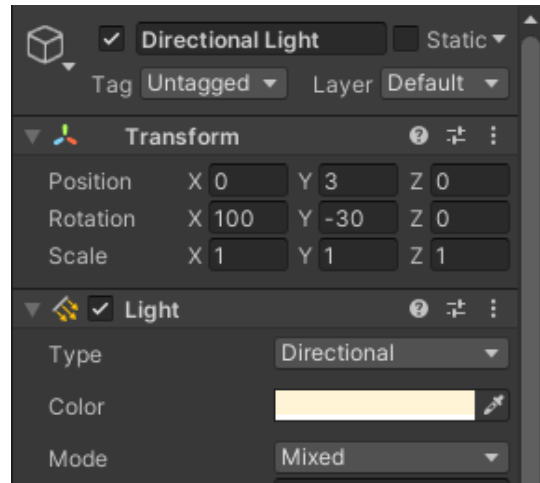 Directional Light Static
Tag Untagged Layer Default
Transform
Position X 0 Y 3 Z 0
Rotation X 100 Y -30 Z 0
Scale X 1 Y 1 Z 1
Light
Type Directional
Color
Mode Mixed